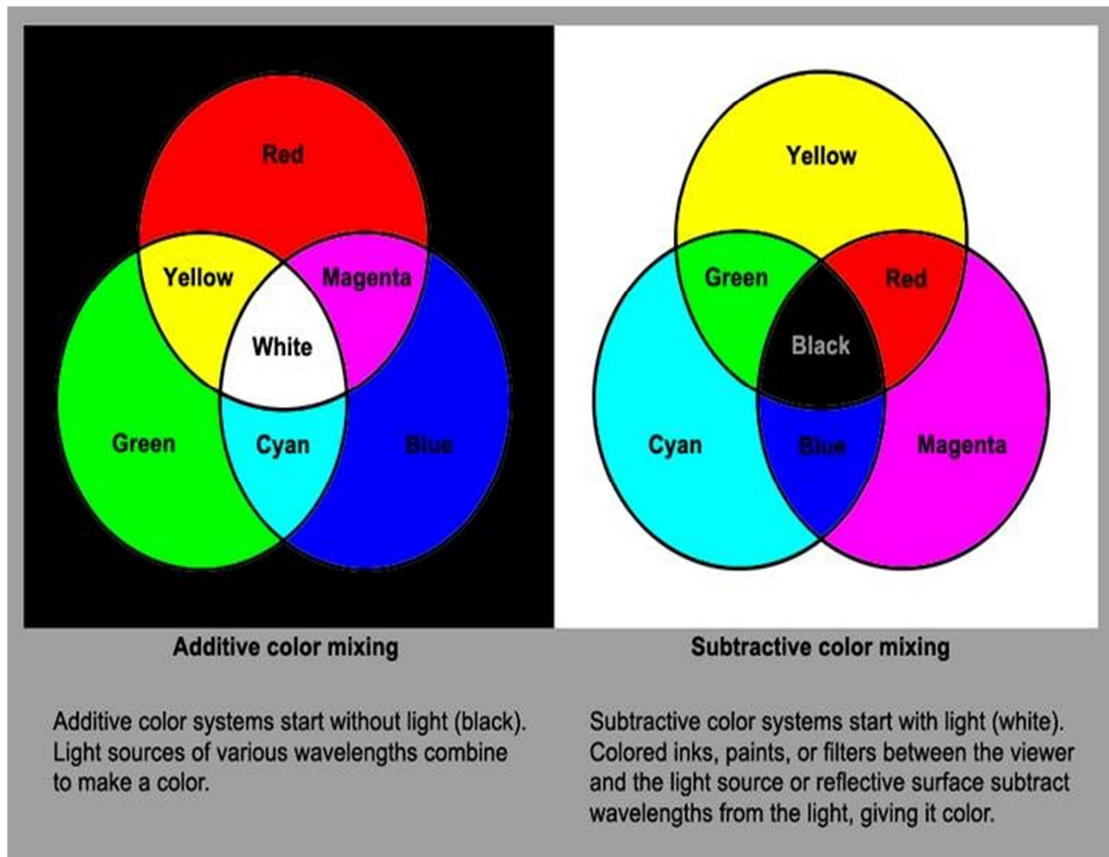 Red
Yellow
Magenta
White
Green
Cyan
Blue
Additive color mixing
Additive color systems start without light (black).
Light sources of various wavelengths combine
to make a color.
Yellow
Green
Red
Black
Cyan
Blue
Magenta
Subtractive color mixing
Subtractive color systems start with light (white).
Colored inks, paints, or filters between the viewer
and the light source or reflective surface subtract
wavelengths from the light, giving it color.